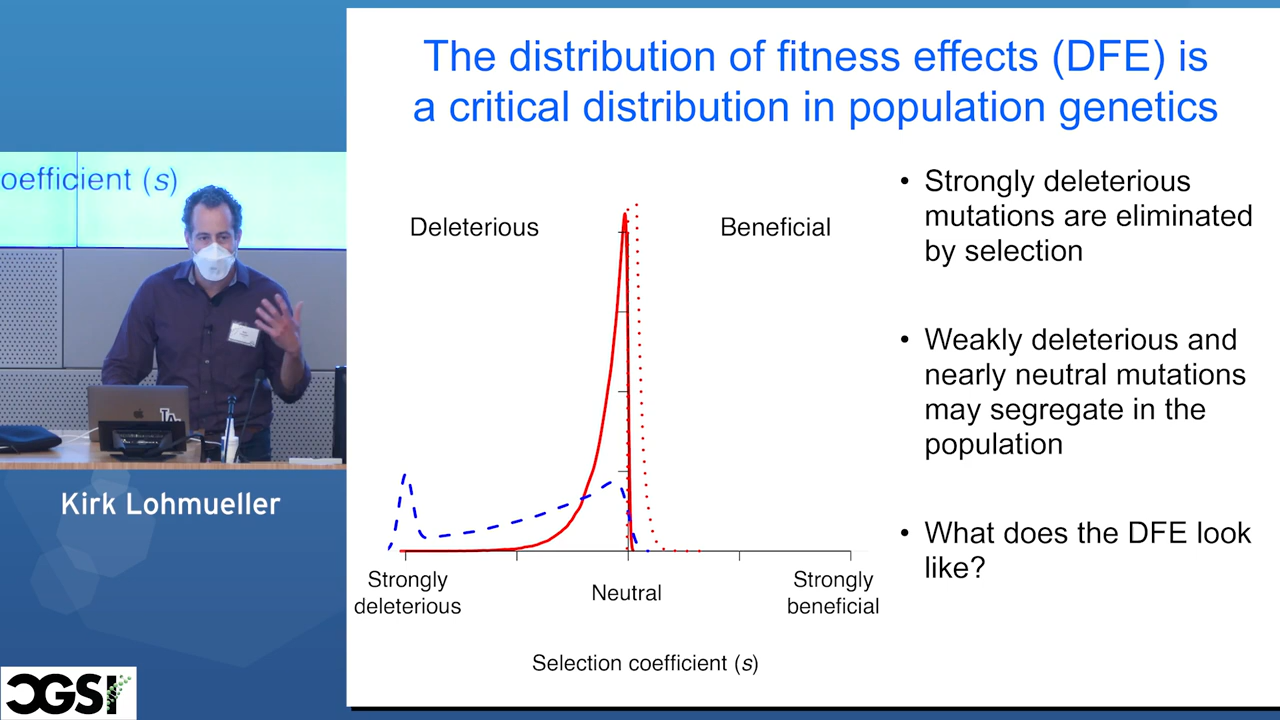 The distribution of fitness effects (DFE) is
a critical distribution in population genetics
oefficient (s)
Deleterious
Beneficial
Strongly
deleterious
Neutral
Strongly
beneficial
Selection coefficient (s)
• Strongly deleterious
mutations are eliminated
by selection
• Weakly deleterious and
nearly neutral mutations
may segregate in the
population
• What does the DFE look
like?
Kirk Lohmueller
CGSI